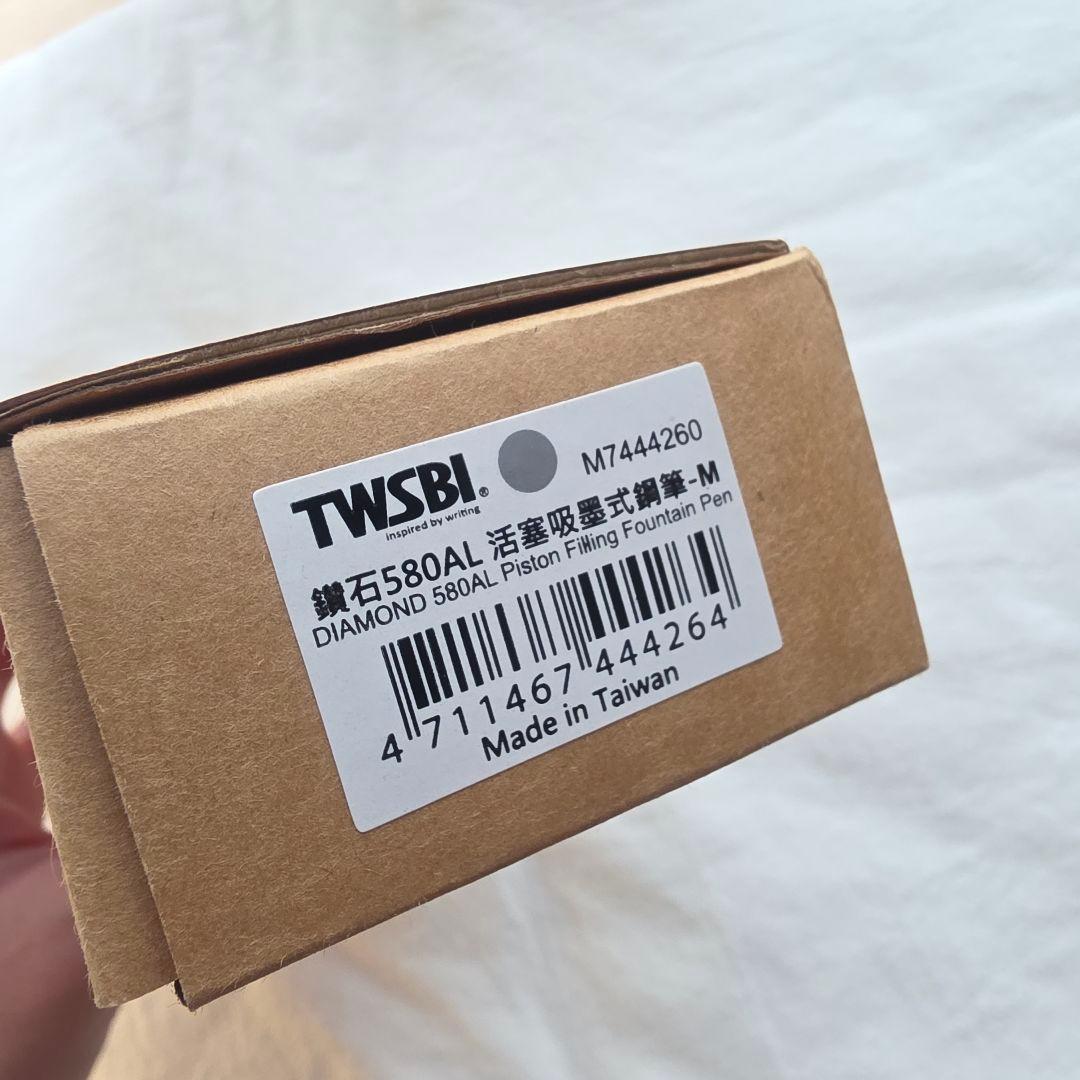 TWSBI®
inspired by writing
M7444260
鑽石580AL 活塞吸墨式鋼筆-M
DIAMOND 580AL Piston Filling Fountain Pen
4 711467 444264
Made in Taiwan